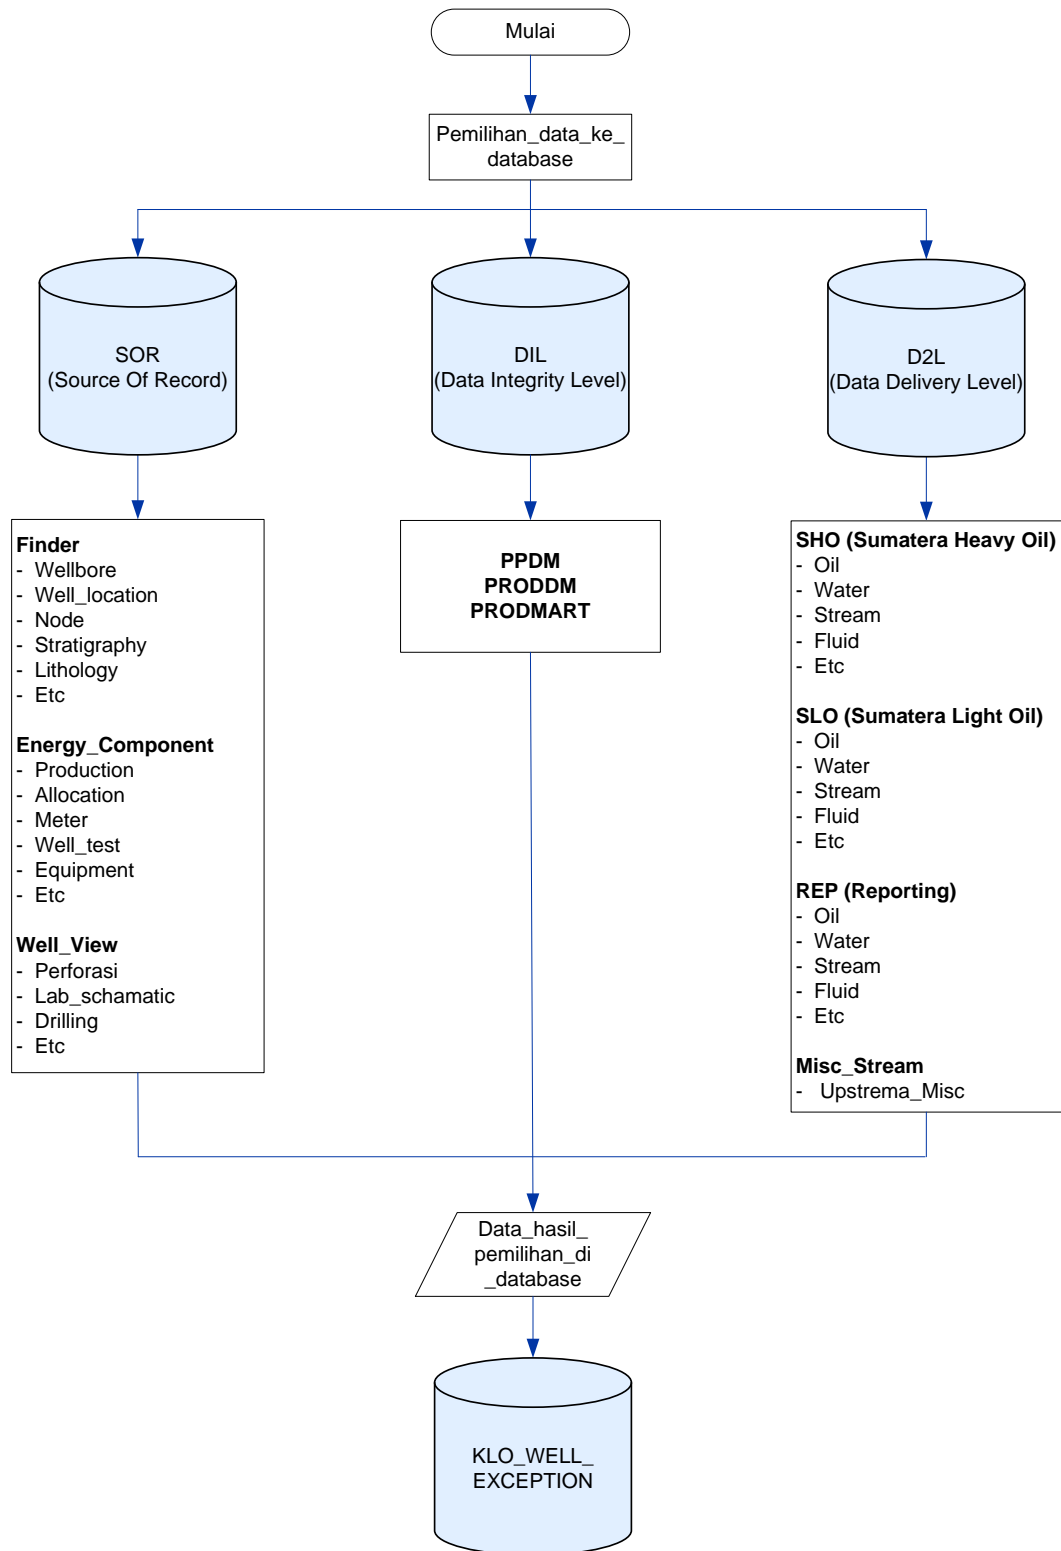 Mulai
Pemilihan_data_ke_
database
SOR
(Source Of Record)
DIL
(Data Integrity Level)
D2L
(Data Delivery Level)
Finder
- Wellbore
- Well_location
- Node
- Stratigraphy
- Lithology
- Etc
Energy_Component
- Production
- Allocation
- Meter
- Well_test
- Equipment
- Etc
Well_View
- Perforasi
- Lab_schamatic
- Drilling
- Etc
PPDM
PRODDM
PRODMART
SHO (Sumatera Heavy Oil)
- Oil
- Water
- Stream
- Fluid
- Etc
SLO (Sumatera Light Oil)
- Oil
- Water
- Stream
- Fluid
- Etc
REP (Reporting)
- Oil
- Water
- Stream
- Fluid
- Etc
Misc_Stream
- Upstrema_Misc
Data_hasil_
pemilihan_di
_database
KLO_WELL_
EXCEPTION